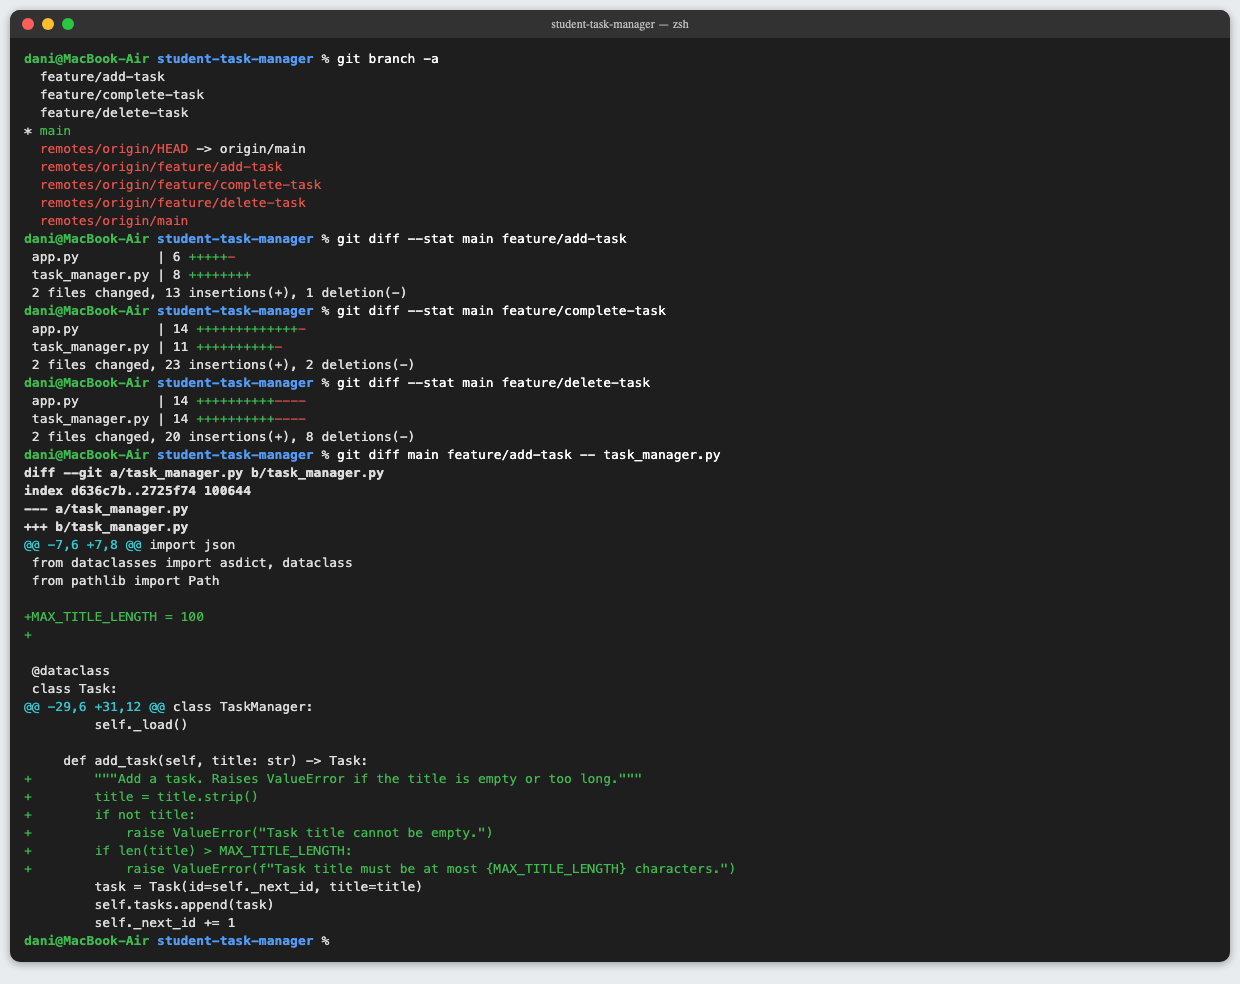 student-task-manager — zsh
dani@MacBook-Air student-task-manager % git branch -a
  feature/add-task
  feature/complete-task
  feature/delete-task
* main
  remotes/origin/HEAD -> origin/main
  remotes/origin/feature/add-task
  remotes/origin/feature/complete-task
  remotes/origin/feature/delete-task
  remotes/origin/main
dani@MacBook-Air student-task-manager % git diff --stat main feature/add-task
 app.py          | 6 +++++-
 task_manager.py | 8 ++++++++
 2 files changed, 13 insertions(+), 1 deletion(-)
dani@MacBook-Air student-task-manager % git diff --stat main feature/complete-task
 app.py          | 14 +++++++++++++-
 task_manager.py | 11 ++++++++++-
 2 files changed, 23 insertions(+), 2 deletions(-)
dani@MacBook-Air student-task-manager % git diff --stat main feature/delete-task
 app.py          | 14 ++++++++++----
 task_manager.py | 14 ++++++++++----
 2 files changed, 20 insertions(+), 8 deletions(-)
dani@MacBook-Air student-task-manager % git diff main feature/add-task -- task_manager.py
diff --git a/task_manager.py b/task_manager.py
index d636c7b..2725f74 100644
--- a/task_manager.py
+++ b/task_manager.py
@@ -7,6 +7,8 @@ import json
 from dataclasses import asdict, dataclass
 from pathlib import Path

+MAX_TITLE_LENGTH = 100
+

 @dataclass
 class Task:
@@ -29,6 +31,12 @@ class TaskManager:
         self._load()

     def add_task(self, title: str) -> Task:
+        """Add a task. Raises ValueError if the title is empty or too long."""
+        title = title.strip()
+        if not title:
+            raise ValueError("Task title cannot be empty.")
+        if len(title) > MAX_TITLE_LENGTH:
+            raise ValueError(f"Task title must be at most {MAX_TITLE_LENGTH} characters.")
         task = Task(id=self._next_id, title=title)
         self.tasks.append(task)
         self._next_id += 1
dani@MacBook-Air student-task-manager %